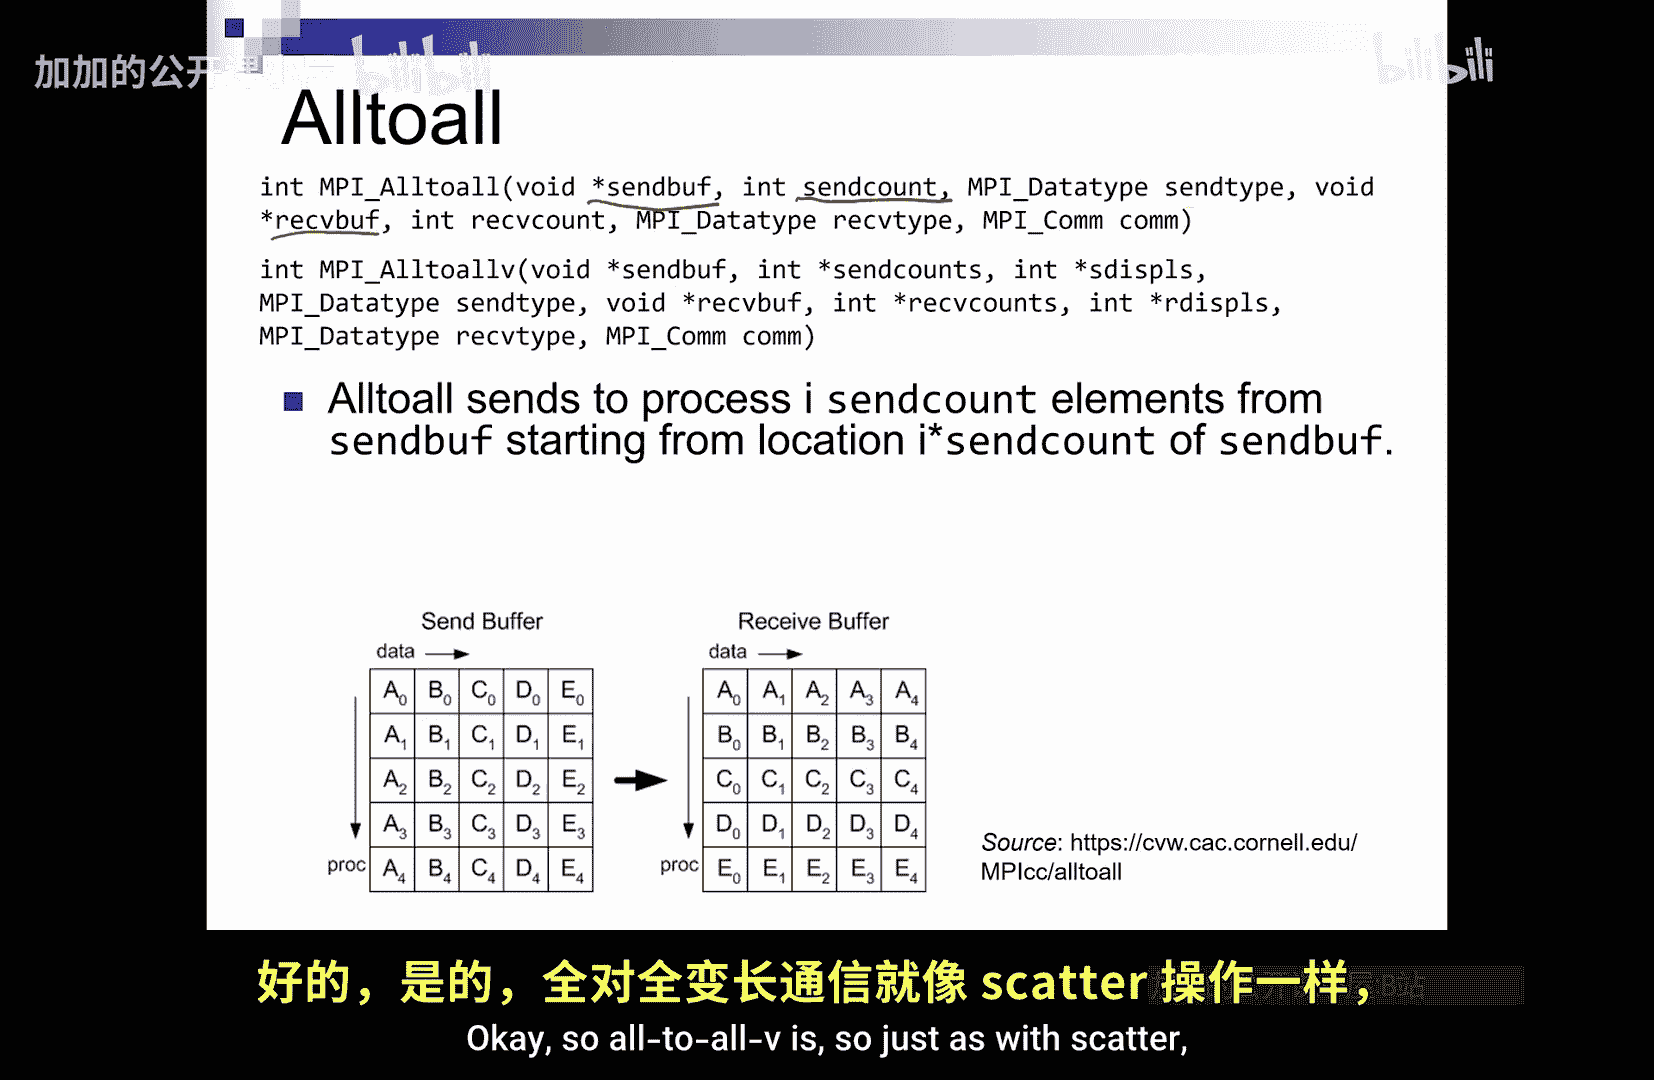 加加的公开
bilibili
bilibili
Alltoall
int MPI_Alltoall(void *sendbuf, int sendcount, MPI_Datatype sendtype, void
*recvbuf, int recvcount, MPI_Datatype recvtype, MPI_Comm comm)
int MPI_Alltoallv(void *sendbuf, int *sendcounts, int *sdispls,
MPI_Datatype sendtype, void *recvbuf, int *recvcounts, int *rdispls,
MPI_Datatype recvtype, MPI_Comm comm)
Alltoall sends to process i sendcount elements from
sendbuf starting from location i*sendcount of sendbuf.
Send Buffer Receive Buffer
data data
A0 B0 C0 D0 E0 A0 A1 A2 A3 A4
A1 B1 C1 D1 E1 B0 B1 B2 B3 B4
A2 B2 C2 D2 E2 C0 C1 C2 C3 C4
A3 B3 C3 D3 E3 D0 D1 D2 D3 D4
proc A4 B4 C4 D4 E4 proc E0 E1 E2 E3 E4
Source: https://cvw.cac.cornell.edu/
MPIcc/alltoall
好的，是的，全对全变长通信就像 scatter 操作一样，
Okay, so all-to-all-v is, so just as with scatter,